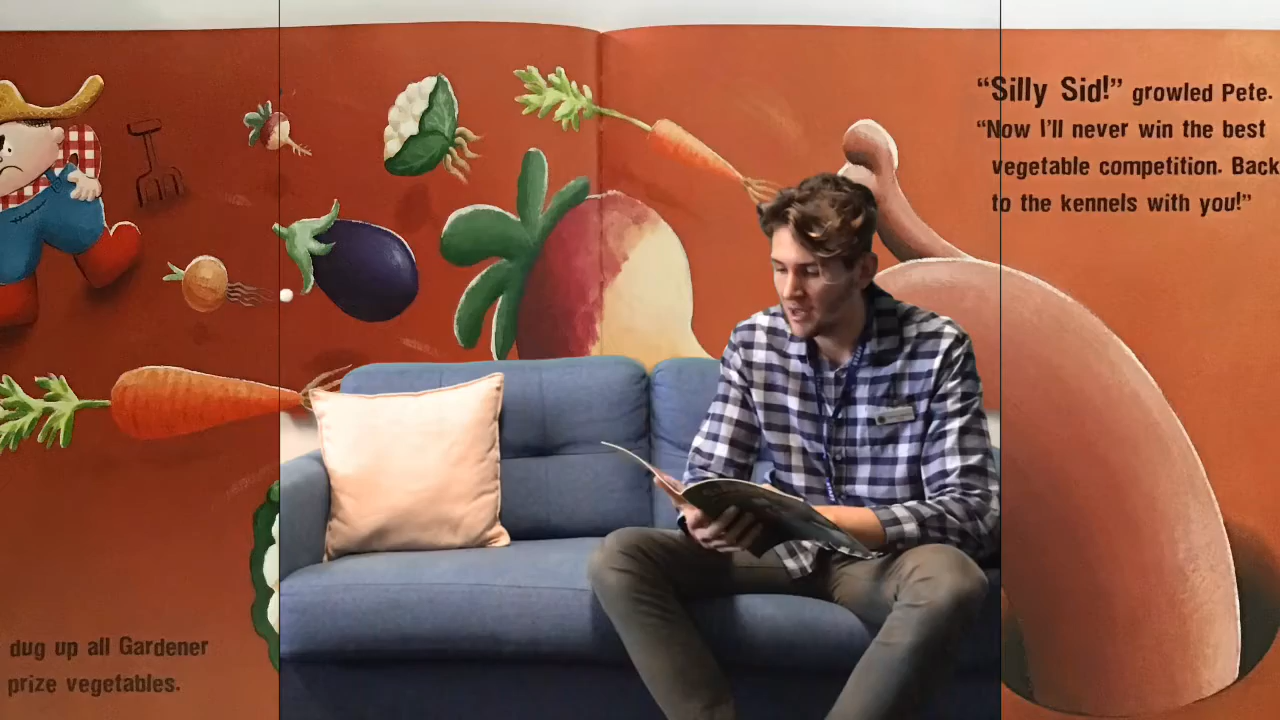 “Silly Sid!” growled Pete.
“Now I’ll never win the best
vegetable competition. Back
to the kennels with you!”
dug up all Gardener
prize vegetables.